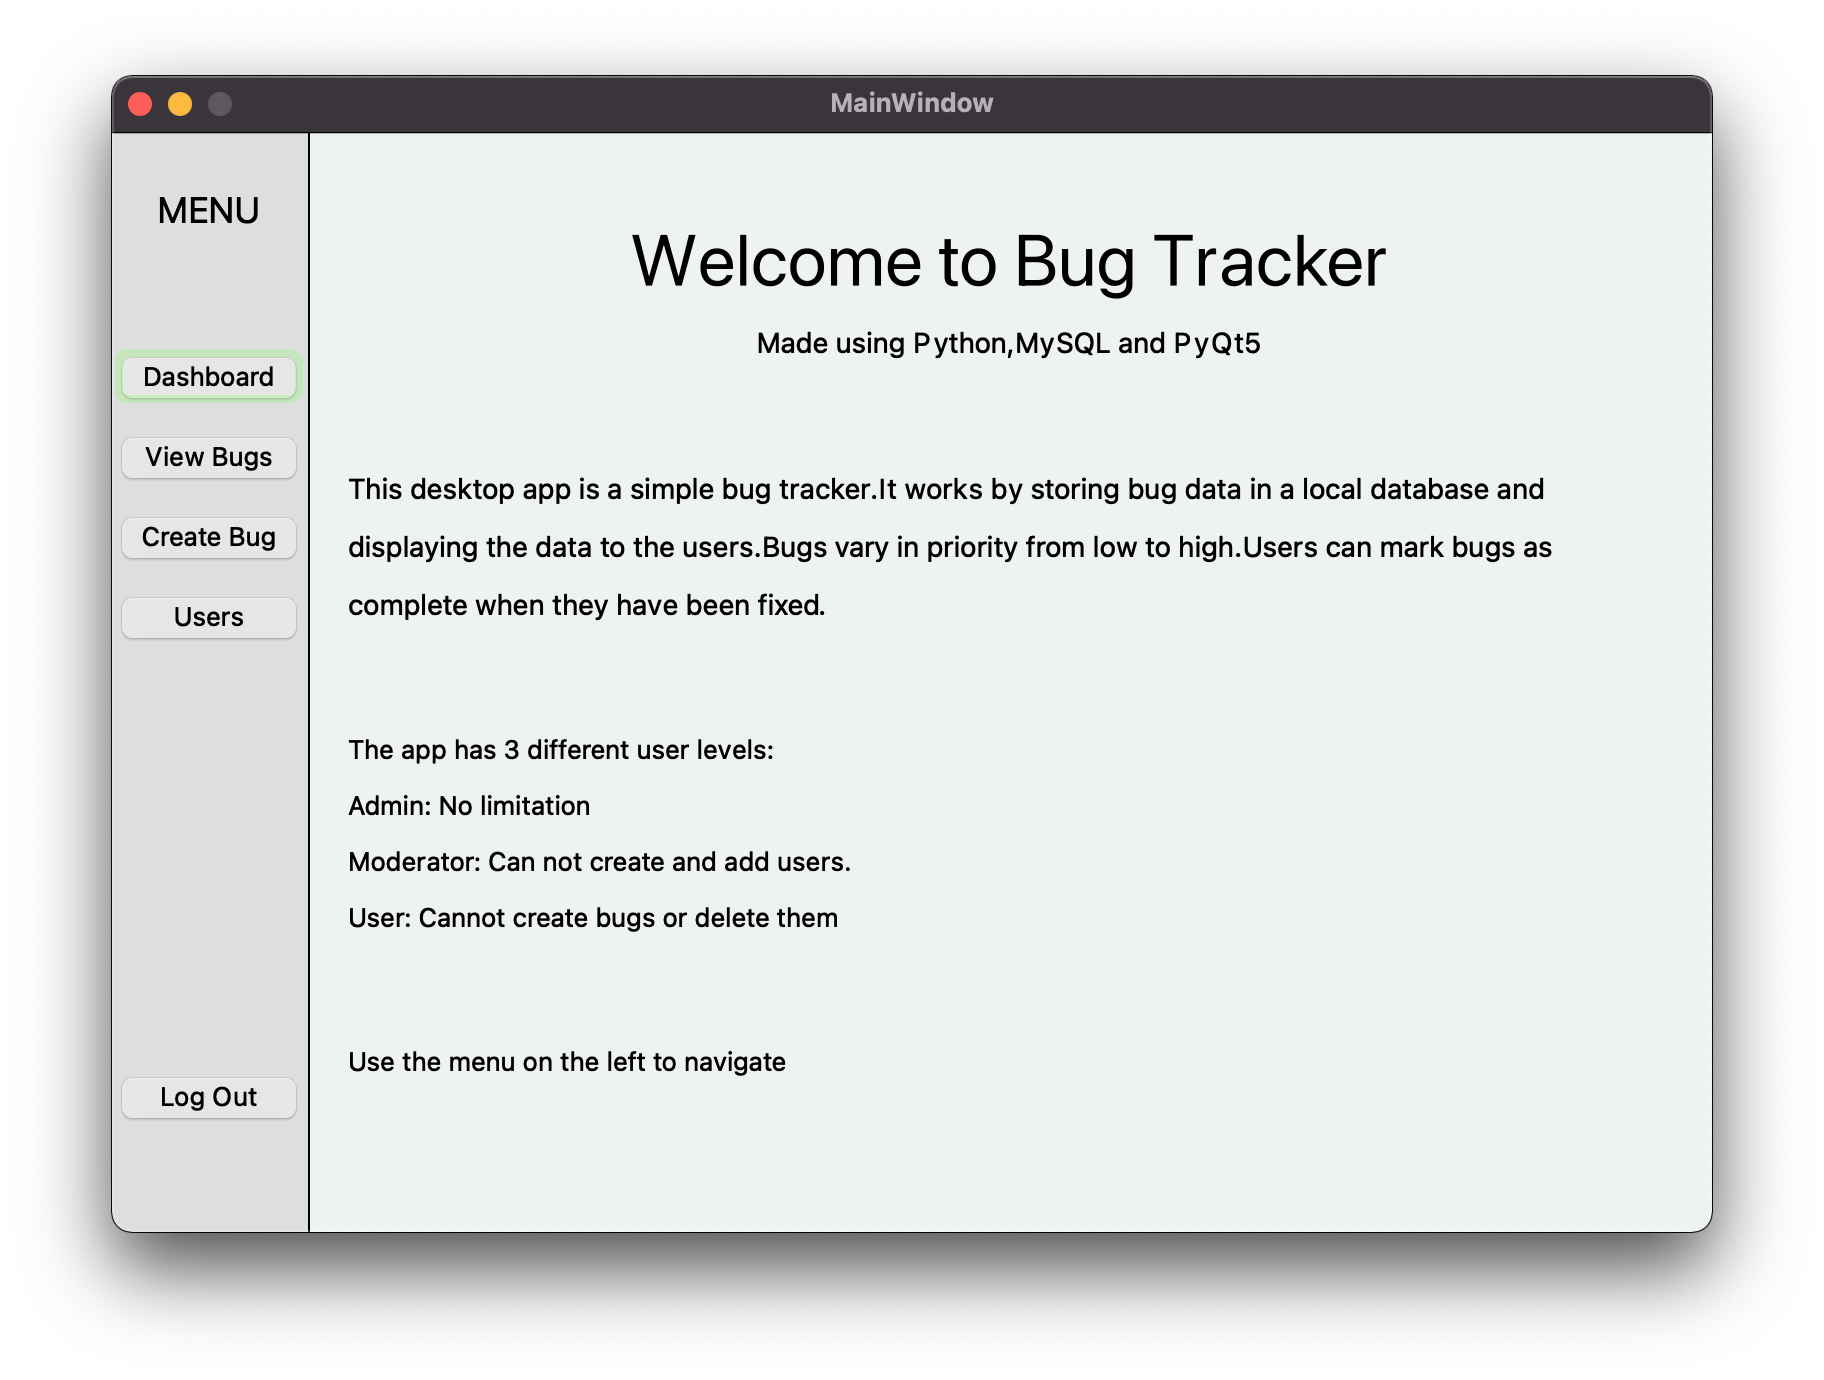 MainWindow
MENU
Dashboard
View Bugs
Create Bug
Users
Log Out
Welcome to Bug Tracker
Made using Python,MySQL and PyQt5
This desktop app is a simple bug tracker.It works by storing bug data in a local database and
displaying the data to the users.Bugs vary in priority from low to high.Users can mark bugs as
complete when they have been fixed.
The app has 3 different user levels:
Admin: No limitation
Moderator: Can not create and add users.
User: Cannot create bugs or delete them
Use the menu on the left to navigate